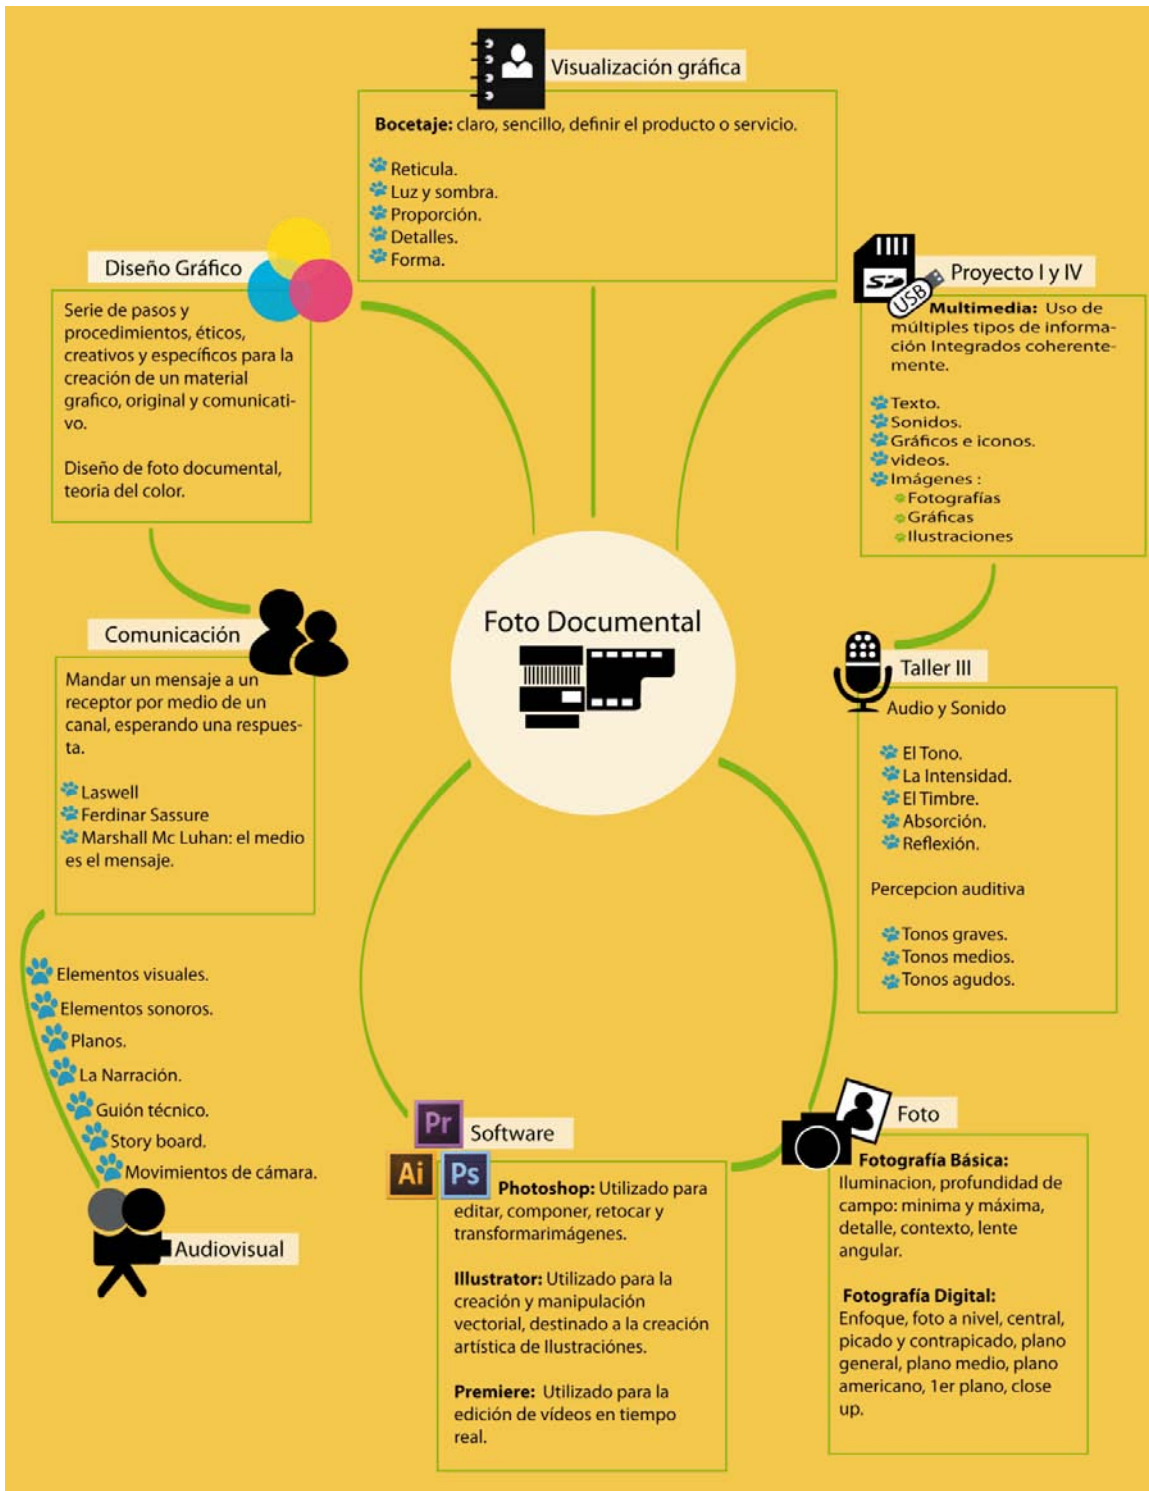 Visualización gráfica
Bocetaje: claro, sencillo, definir el producto o servicio.
Reticula.
Luz y sombra.
Proporción.
Detalles.
Forma.
Diseño Gráfico
Serie de pasos y
procedimientos, éticos,
creativos y específicos para la
creación de un material
grafico, original y comunicati-
vo.
Diseño de foto documental,
teoria del color.
SD
USB
Proyecto I y IV
Multimedia: Uso de
múltiples tipos de informa-
ción Integrados coherente-
mente.
Texto.
Sonidos.
Gráficos e iconos.
videos.
Imágenes :
Fotografías
Gráficas
Ilustraciones
Foto Documental
Comunicación
Mandar un mensaje a un
receptor por medio de un
canal, esperando una respues-
ta.
Laswell
Ferdinar Sassure
Marshall Mc Luhan: el medio
es el mensaje.
Taller III
Audio y Sonido
El Tono.
La Intensidad.
El Timbre.
Absorción.
Reflexión.
Percepcion auditiva
Tonos graves.
Tonos medios.
Tonos agudos.
Elementos visuales.
Elementos sonoros.
Planos.
La Narración.
Guión técnico.
Story board.
Movimientos de cámara.
Audiovisual
Pr
Ai
Ps
Software
Photoshop: Utilizado para
editar, componer, retocar y
transformarimágenes.
Illustrator: Utilizado para la
creación y manipulación
vectorial, destinado a la creación
artística de Ilustraciónes.
Premiere: Utilizado para la
edición de vídeos en tiempo
real.
Foto
Fotografía Básica:
Iluminacion, profundidad de
campo: minima y máxima,
detalle, contexto, lente
angular.
Fotografía Digital:
Enfoque, foto a nivel, central,
picado y contrapicado, plano
general, plano medio, plano
americano, 1er plano, close
up.